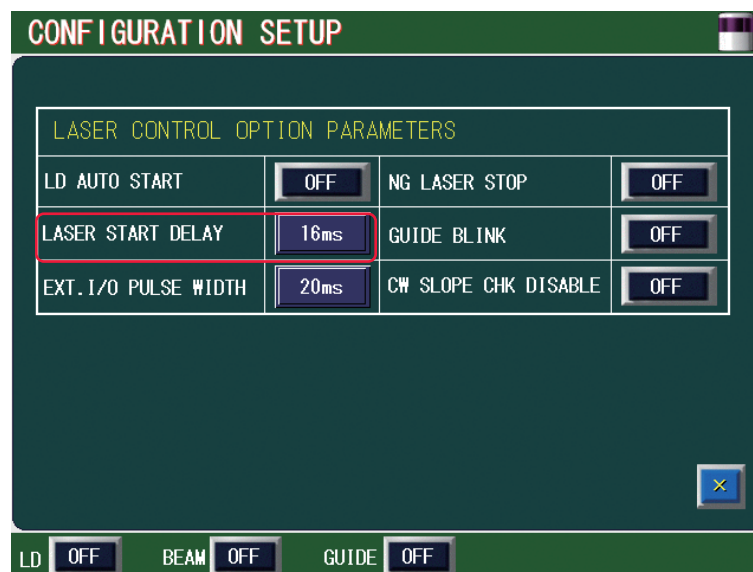 CONFIGURATION SETUP
LASER CONTROL OPTION PARAMETERS
LD AUTO START OFF NG LASER STOP OFF
LASER START DELAY 16ms GUIDE BLINK OFF
EXT.I/O PULSE WIDTH 20ms CW SLOPE CHK DISABLE OFF
×
LD OFF BEAM OFF GUIDE OFF